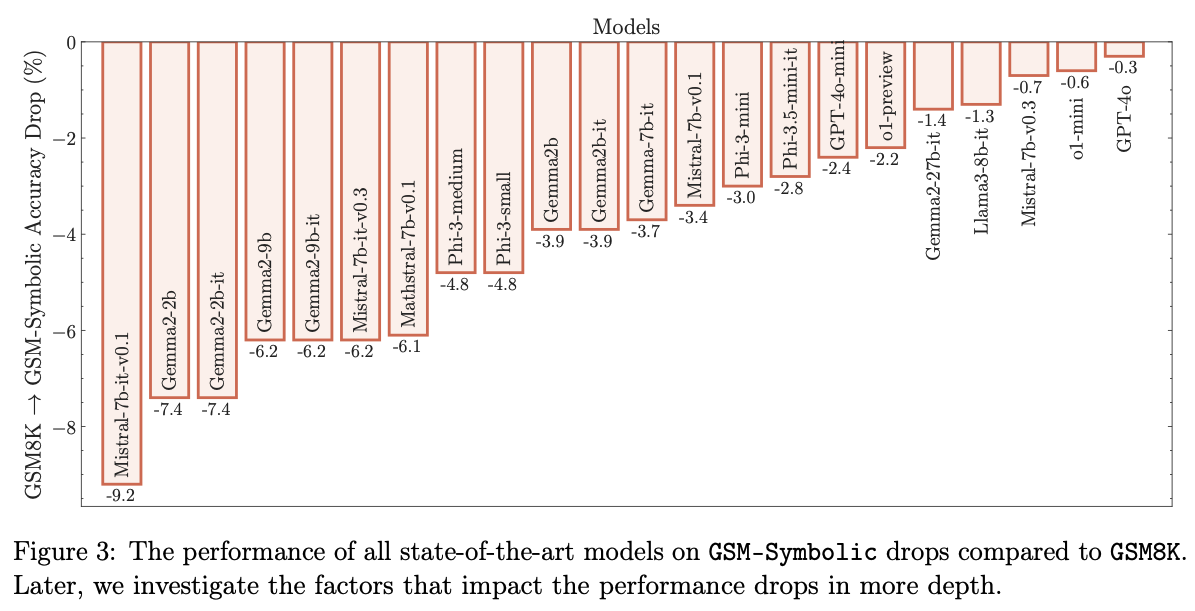 Models
GSM8K → GSM-Symbolic Accuracy Drop (%)
0
−2
−4
−6
−8
Mistral-7b-it-v0.1
-9.2
Gemma2-2b
-7.4
Gemma2-2b-it
-7.4
Gemma2-9b
-6.2
Gemma2-9b-it
-6.2
Mistral-7b-it-v0.3
-6.2
Mathstral-7b-v0.1
-6.1
Phi-3-medium
-4.8
Phi-3-small
-4.8
Gemma2b
-3.9
Gemma2b-it
-3.9
Gemma-7b-it
-3.7
Mistral-7b-v0.1
-3.4
Phi-3-mini
-3.0
Phi-3.5-mini-it
-2.8
GPT-4o-mini
-2.4
o1-preview
-2.2
-1.4
Gemma2-27b-it
-1.3
Llama3-8b-it
-0.7
Mistral-7b-v0.3
-0.6
o1-mini
-0.3
GPT-4o
Figure 3: The performance of all state-of-the-art models on GSM-Symbolic drops compared to GSM8K.
Later, we investigate the factors that impact the performance drops in more depth.